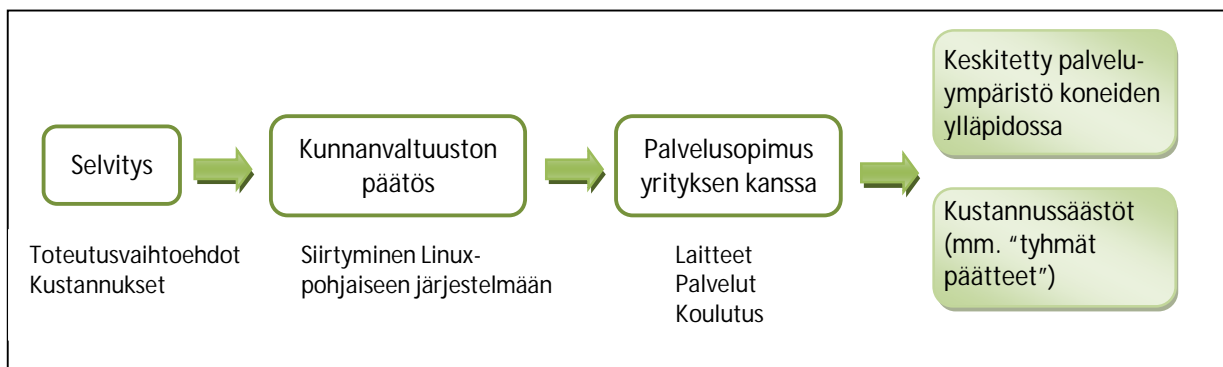 Selvitys
Toteutusvaihtoehdot
Kustannukset
Kunnanvaltuuston
päätös
Siirtyminen Linux-
pohjaiseen järjestelmään
Palvelusopimus
yrityksen kanssa
Laitteet
Palvelut
Koulutus
Keskitetty palvelu-
ympäristö koneiden
ylläpidossa
Kustannussäästöt
(mm. “tyhmät
päätteet”)